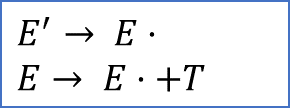 E′ → E ·
E → E · +T